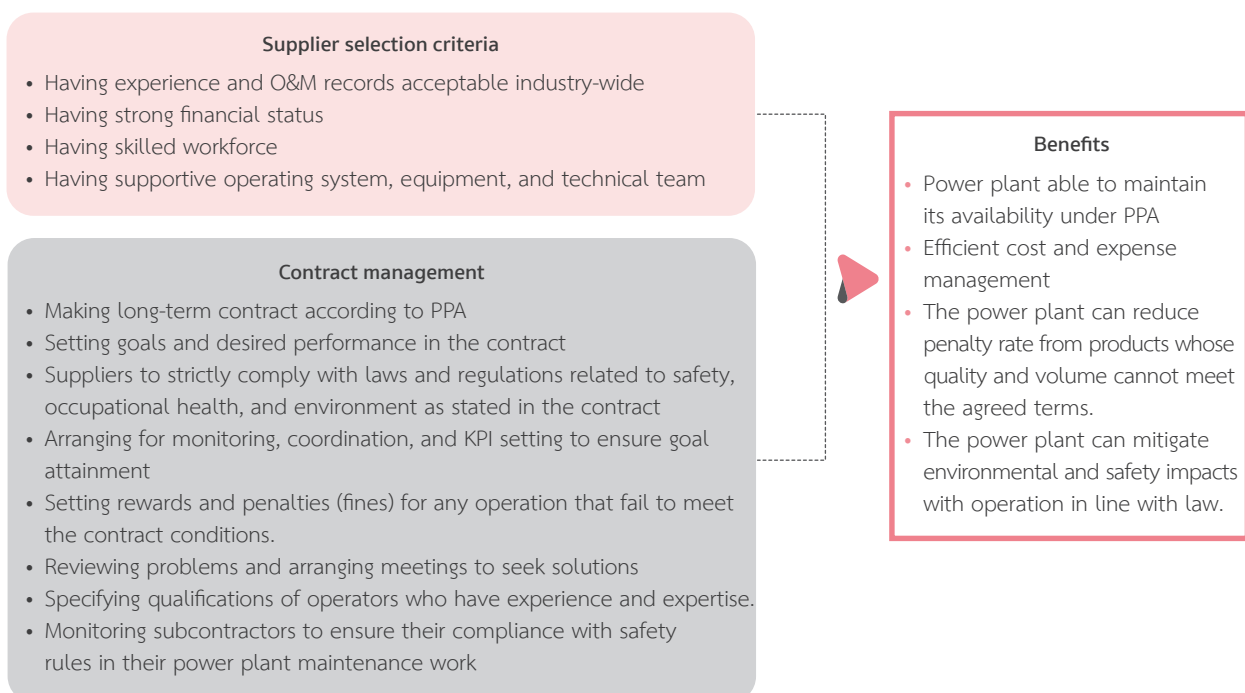 Supplier selection criteria
• Having experience and O&M records acceptable industry-wide
• Having strong financial status
• Having skilled workforce
• Having supportive operating system, equipment, and technical team
Contract management
• Making long-term contract according to PPA
• Setting goals and desired performance in the contract
• Suppliers to strictly comply with laws and regulations related to safety,
occupational health, and environment as stated in the contract
• Arranging for monitoring, coordination, and KPI setting to ensure goal
attainment
• Setting rewards and penalties (fines) for any operation that fail to meet
the contract conditions.
• Reviewing problems and arranging meetings to seek solutions
• Specifying qualifications of operators who have experience and expertise.
• Monitoring subcontractors to ensure their compliance with safety
rules in their power plant maintenance work
Benefits
• Power plant able to maintain
its availability under PPA
• Efficient cost and expense
management
• The power plant can reduce
penalty rate from products whose
quality and volume cannot meet
the agreed terms.
• The power plant can mitigate
environmental and safety impacts
with operation in line with law.